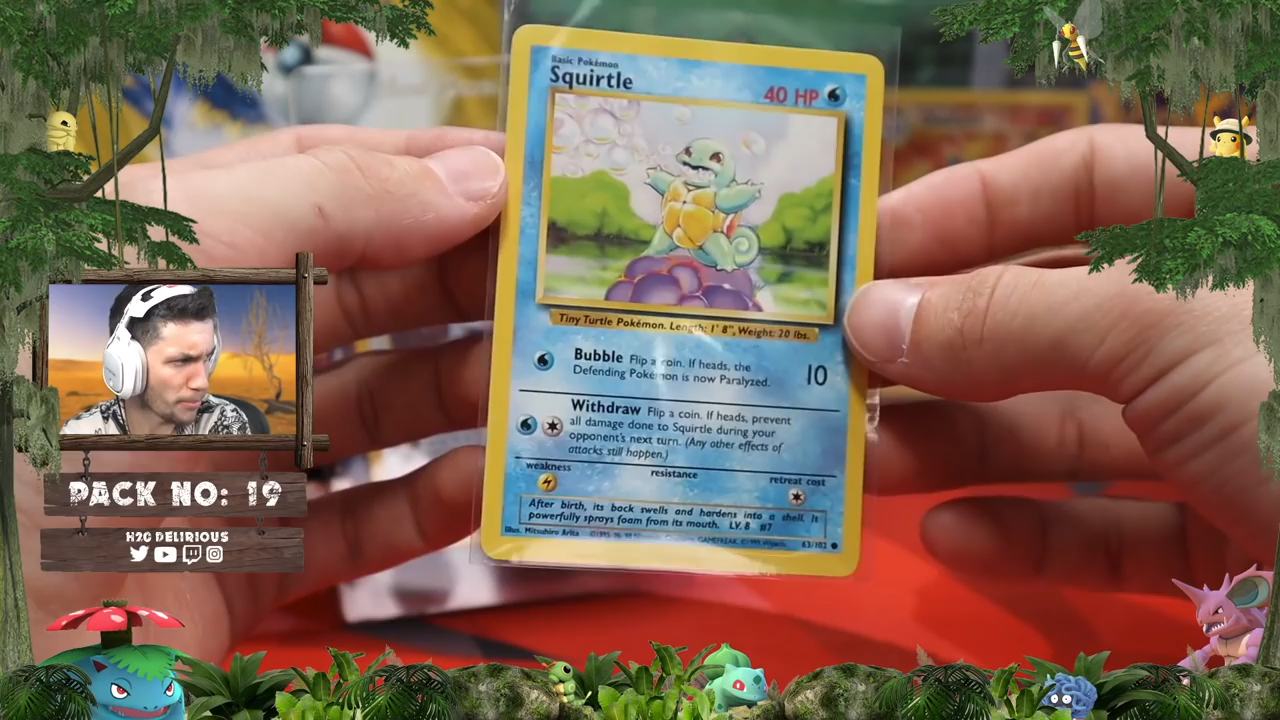 Basic Pokémon
Squirtle
40 HP
Tiny Turtle Pokémon. Length: 1' 8", Weight: 20 lbs.
Bubble Flip a coin. If heads, the
Defending Pokémon is now Paralyzed.
10
Withdraw Flip a coin. If heads, prevent
all damage done to Squirtle during your
opponent's next turn. (Any other effects of
attacks still happen.)
weakness
resistance
retreat cost
After birth, its back swells and hardens into a shell. It
powerfully sprays foam from its mouth. LV. 8 #7
Illus. Mitsuhiro Arita
GAMEFREAK. ©1999 Wizards.
63/102
PACK NO: 19
H2O DELIRIOUS